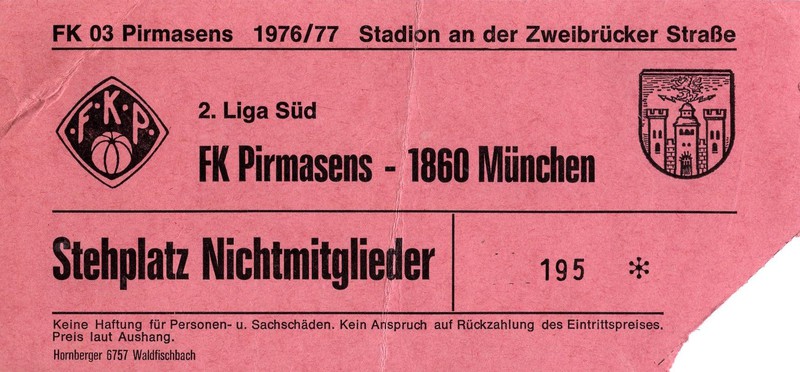 FK 03 Pirmasens 1976/77 Stadion an der Zweibrücker Straße
F.K.P.
2. Liga Süd
FK Pirmasens - 1860 München
Stehplatz Nichtmitglieder
195 *
Keine Haftung für Personen- u. Sachschäden. Kein Anspruch auf Rückzahlung des Eintrittspreises.
Preis laut Aushang.
Hornberger 6757 Waldfischbach